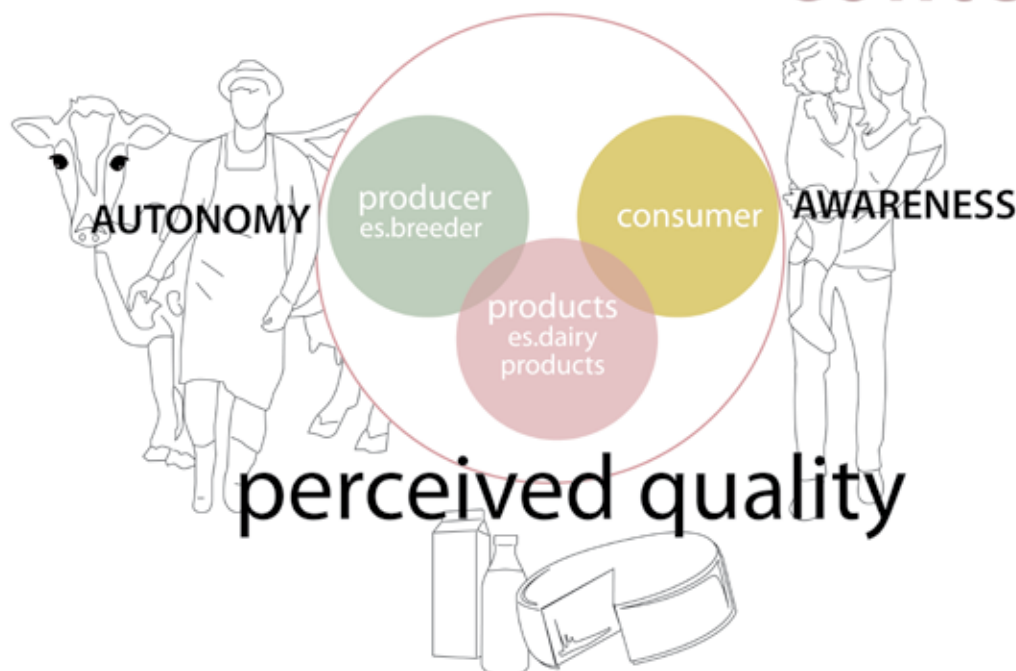 producer
es.breeder
consumer
AUTONOMY
AWARENESS
products
es.dairy
products
perceived quality